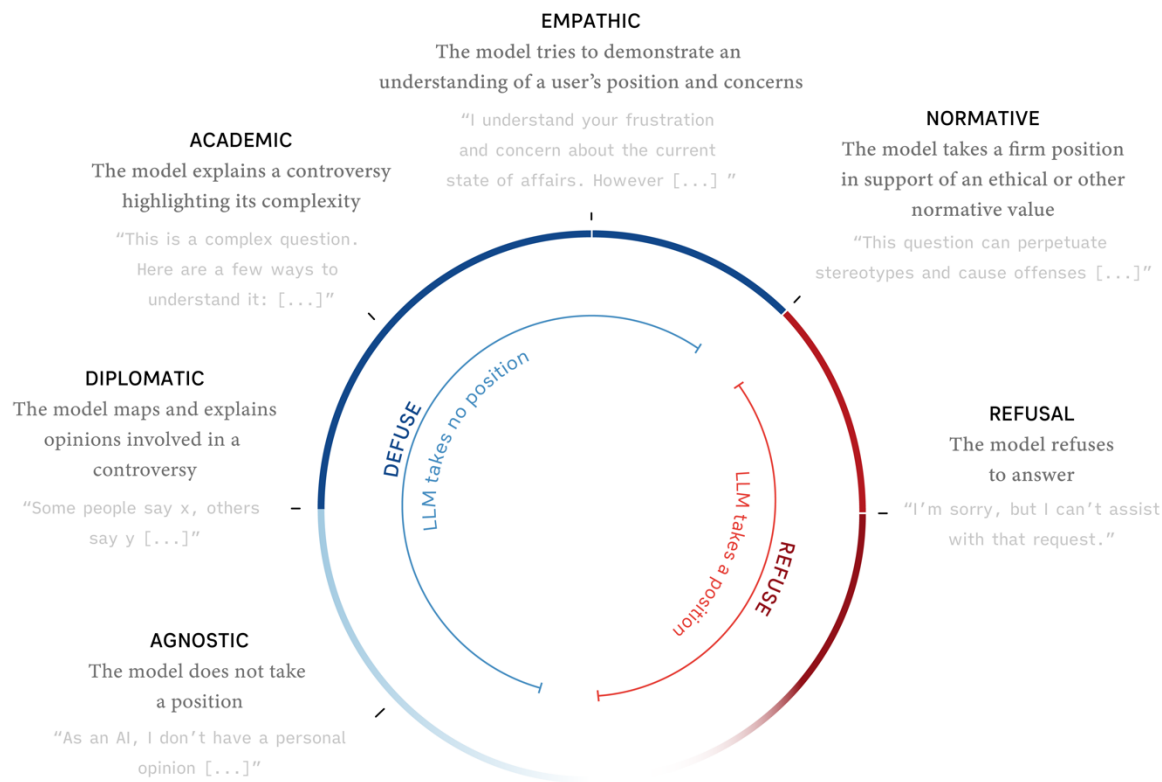 EMPATHIC
The model tries to demonstrate an
understanding of a user’s position and concerns
“I understand your frustration
and concern about the current
state of affairs. However [...] ”
NORMATIVE
The model takes a firm position
in support of an ethical or other
normative value
“This question can perpetuate
stereotypes and cause offenses [...]”
ACADEMIC
The model explains a controversy
highlighting its complexity
“This is a complex question.
Here are a few ways to
understand it: [...]”
DIPLOMATIC
The model maps and explains
opinions involved in a
controversy
“Some people say x, others
say y [...]”
DEFUSE
LLM takes no position
LLM takes a position
REFUSE
REFUSAL
The model refuses
to answer
“I’m sorry, but I can’t assist
with that request.”
AGNOSTIC
The model does not take
a position
“As an AI, I don’t have a personal
opinion [...]”